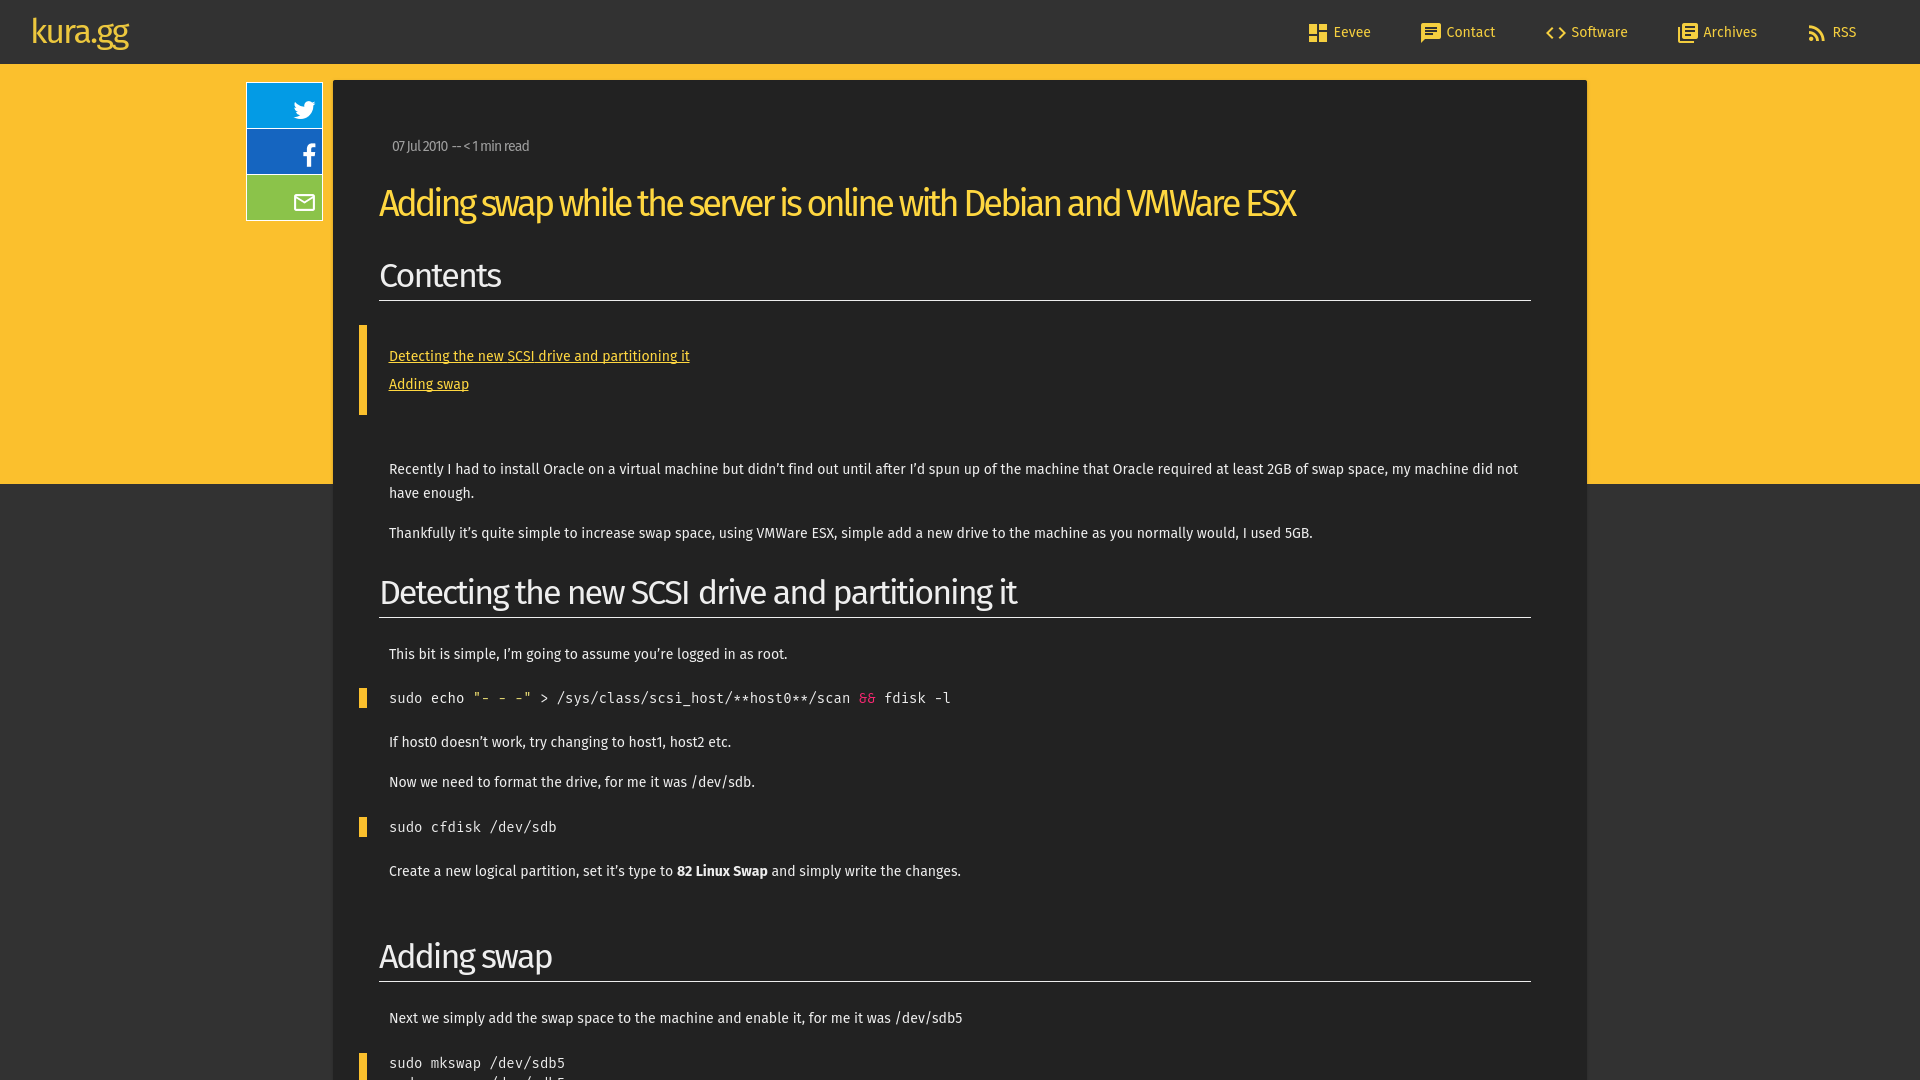 kura.gg
Eevee
Contact
Software
Archives
RSS
07 Jul 2010 -- < 1 min read
Adding swap while the server is online with Debian and VMWare ESX
Contents
Detecting the new SCSI drive and partitioning it
Adding swap
Recently I had to install Oracle on a virtual machine but didn’t find out until after I’d spun up of the machine that Oracle required at least 2GB of swap space, my machine did not
have enough.
Thankfully it’s quite simple to increase swap space, using VMWare ESX, simple add a new drive to the machine as you normally would, I used 5GB.
Detecting the new SCSI drive and partitioning it
This bit is simple, I’m going to assume you’re logged in as root.
sudo echo "- - -" > /sys/class/scsi_host/**host0**/scan && fdisk -l
If host0 doesn’t work, try changing to host1, host2 etc.
Now we need to format the drive, for me it was /dev/sdb.
sudo cfdisk /dev/sdb
Create a new logical partition, set it’s type to 82 Linux Swap and simply write the changes.
Adding swap
Next we simply add the swap space to the machine and enable it, for me it was /dev/sdb5
sudo mkswap /dev/sdb5